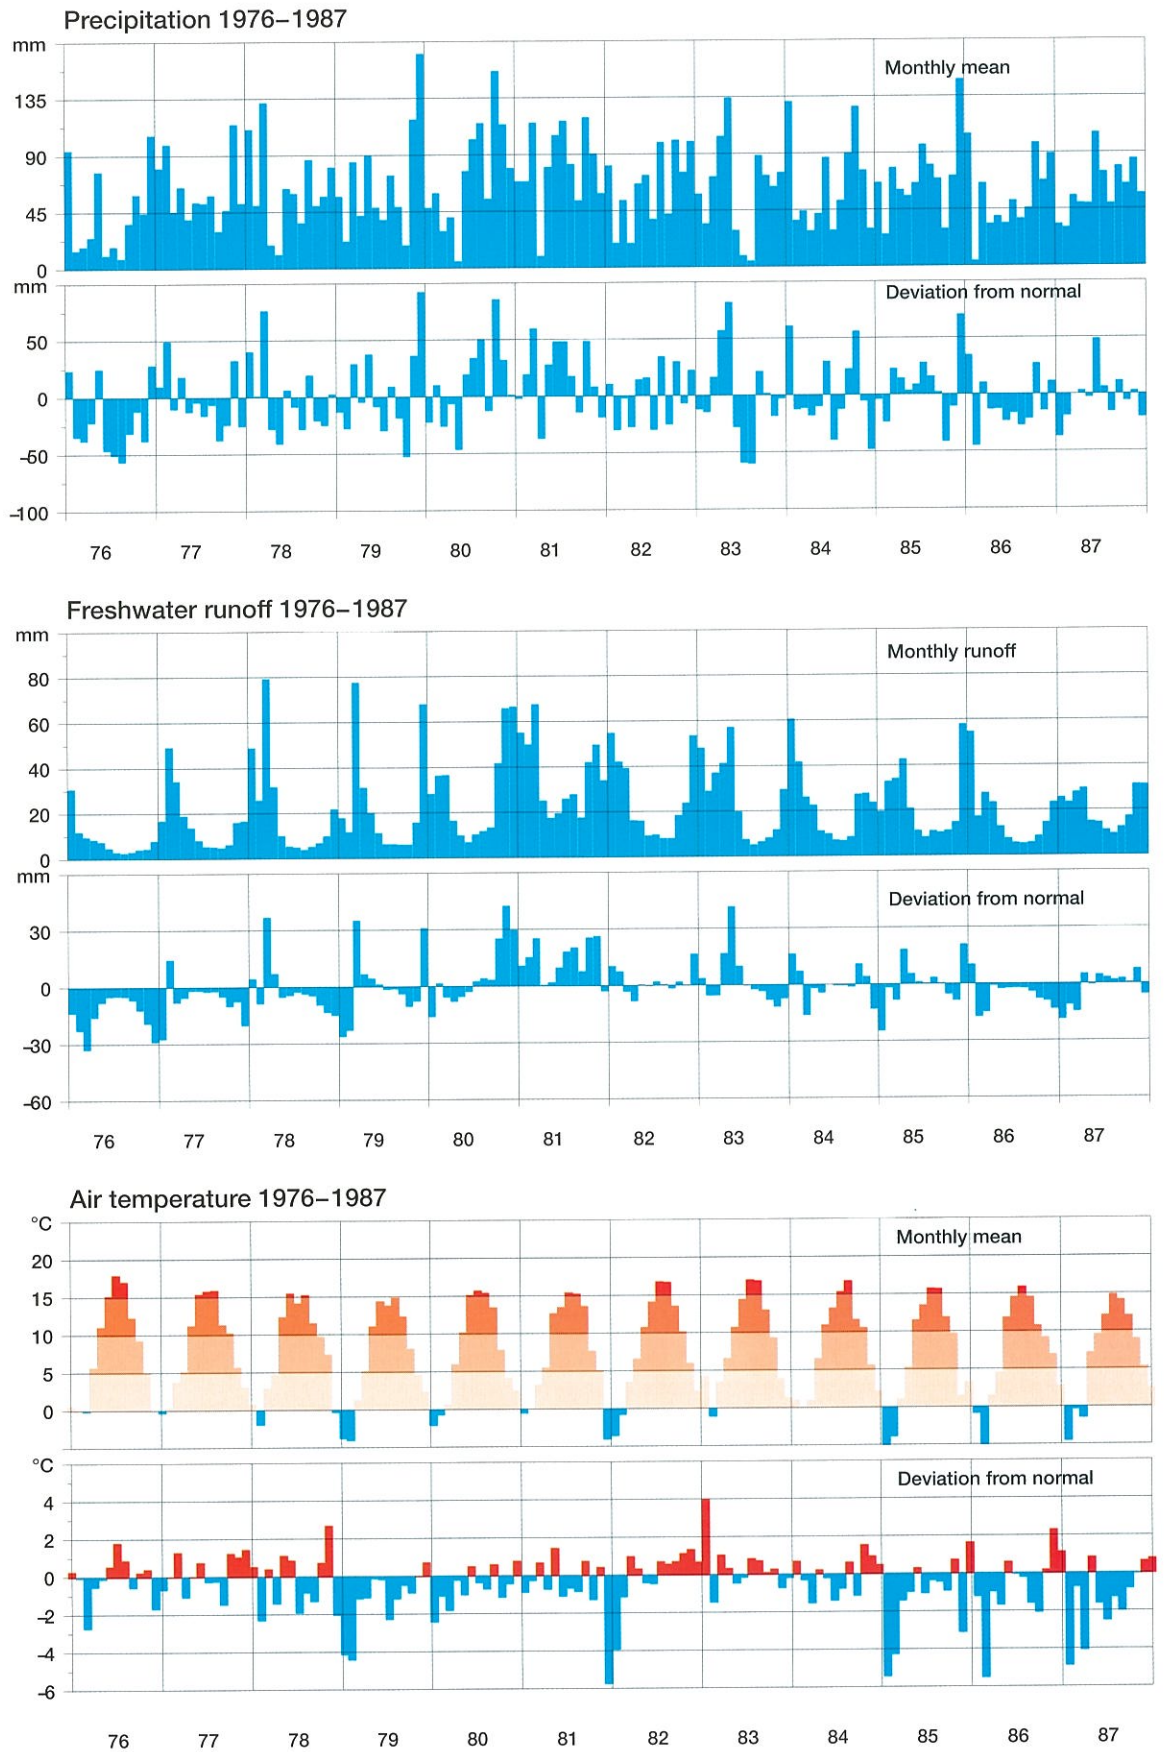 Precipitation 1976–1987
mm
Monthly mean
135
90
45
0
mm
Deviation from normal
50
0
–50
–100
76 77 78 79 80 81 82 83 84 85 86 87
Freshwater runoff 1976–1987
mm
Monthly runoff
80
60
40
20
0
mm
Deviation from normal
30
0
–30
–60
76 77 78 79 80 81 82 83 84 85 86 87
Air temperature 1976–1987
°C
Monthly mean
20
15
10
5
0
°C
Deviation from normal
4
2
0
–2
–4
–6
76 77 78 79 80 81 82 83 84 85 86 87